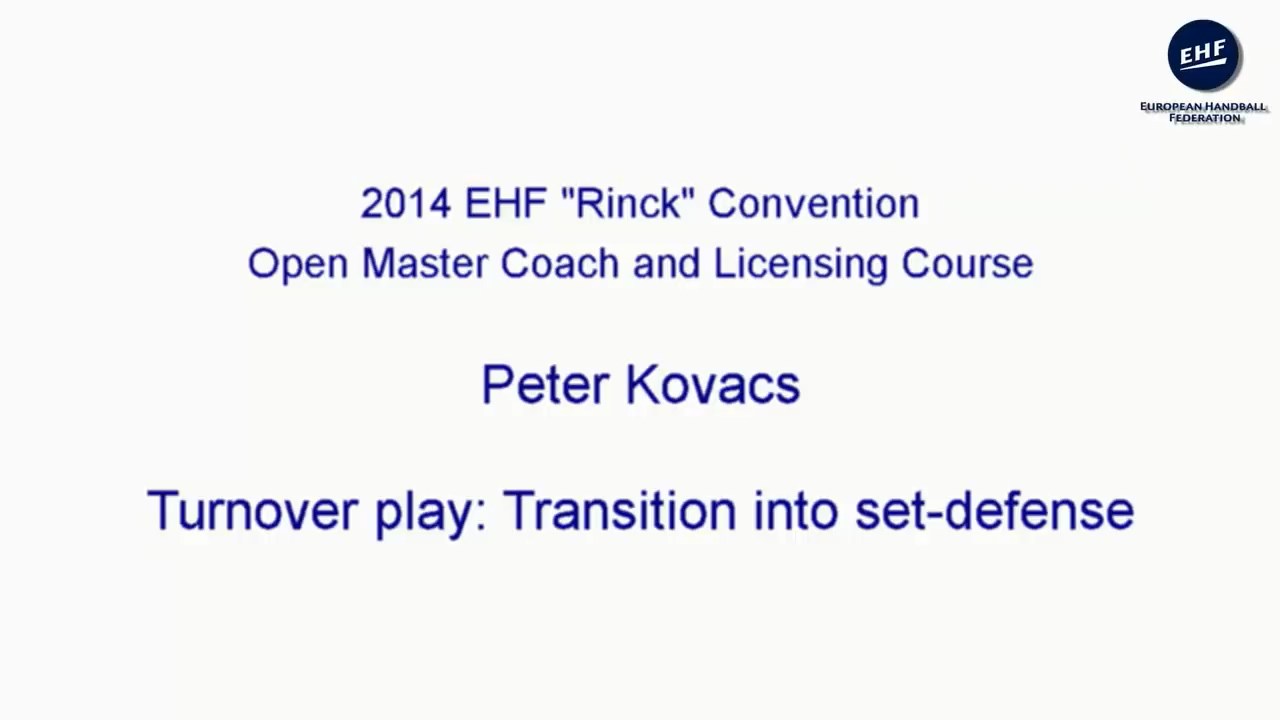 EHF
EUROPEAN HANDBALL
FEDERATION
2014 EHF "Rinck" Convention
Open Master Coach and Licensing Course
Peter Kovacs
Turnover play: Transition into set-defense